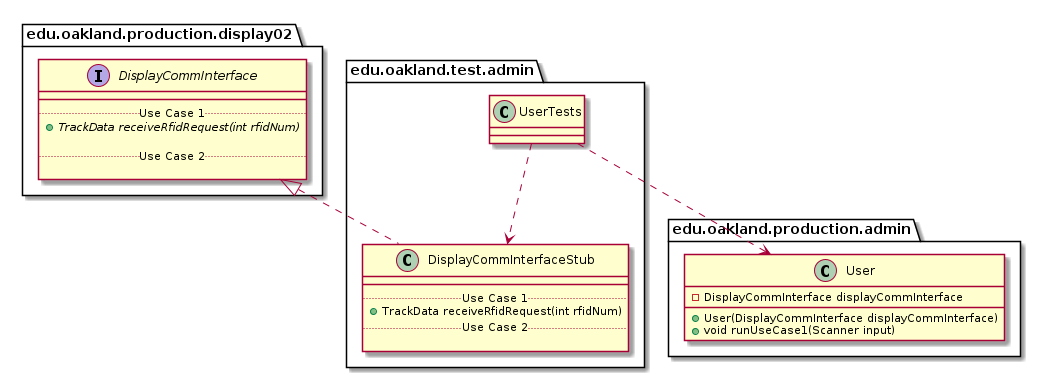 edu.oakland.production.display02
I DisplayCommInterface
Use Case 1
TrackData receiveRfidRequest(int rfidNum)
Use Case 2
edu.oakland.test.admin
C UserTests
C DisplayCommInterfaceStub
Use Case 1
TrackData receiveRfidRequest(int rfidNum)
Use Case 2
edu.oakland.production.admin
C User
DisplayCommInterface displayCommInterface
User(DisplayCommInterface displayCommInterface)
void runUseCase1(Scanner input)